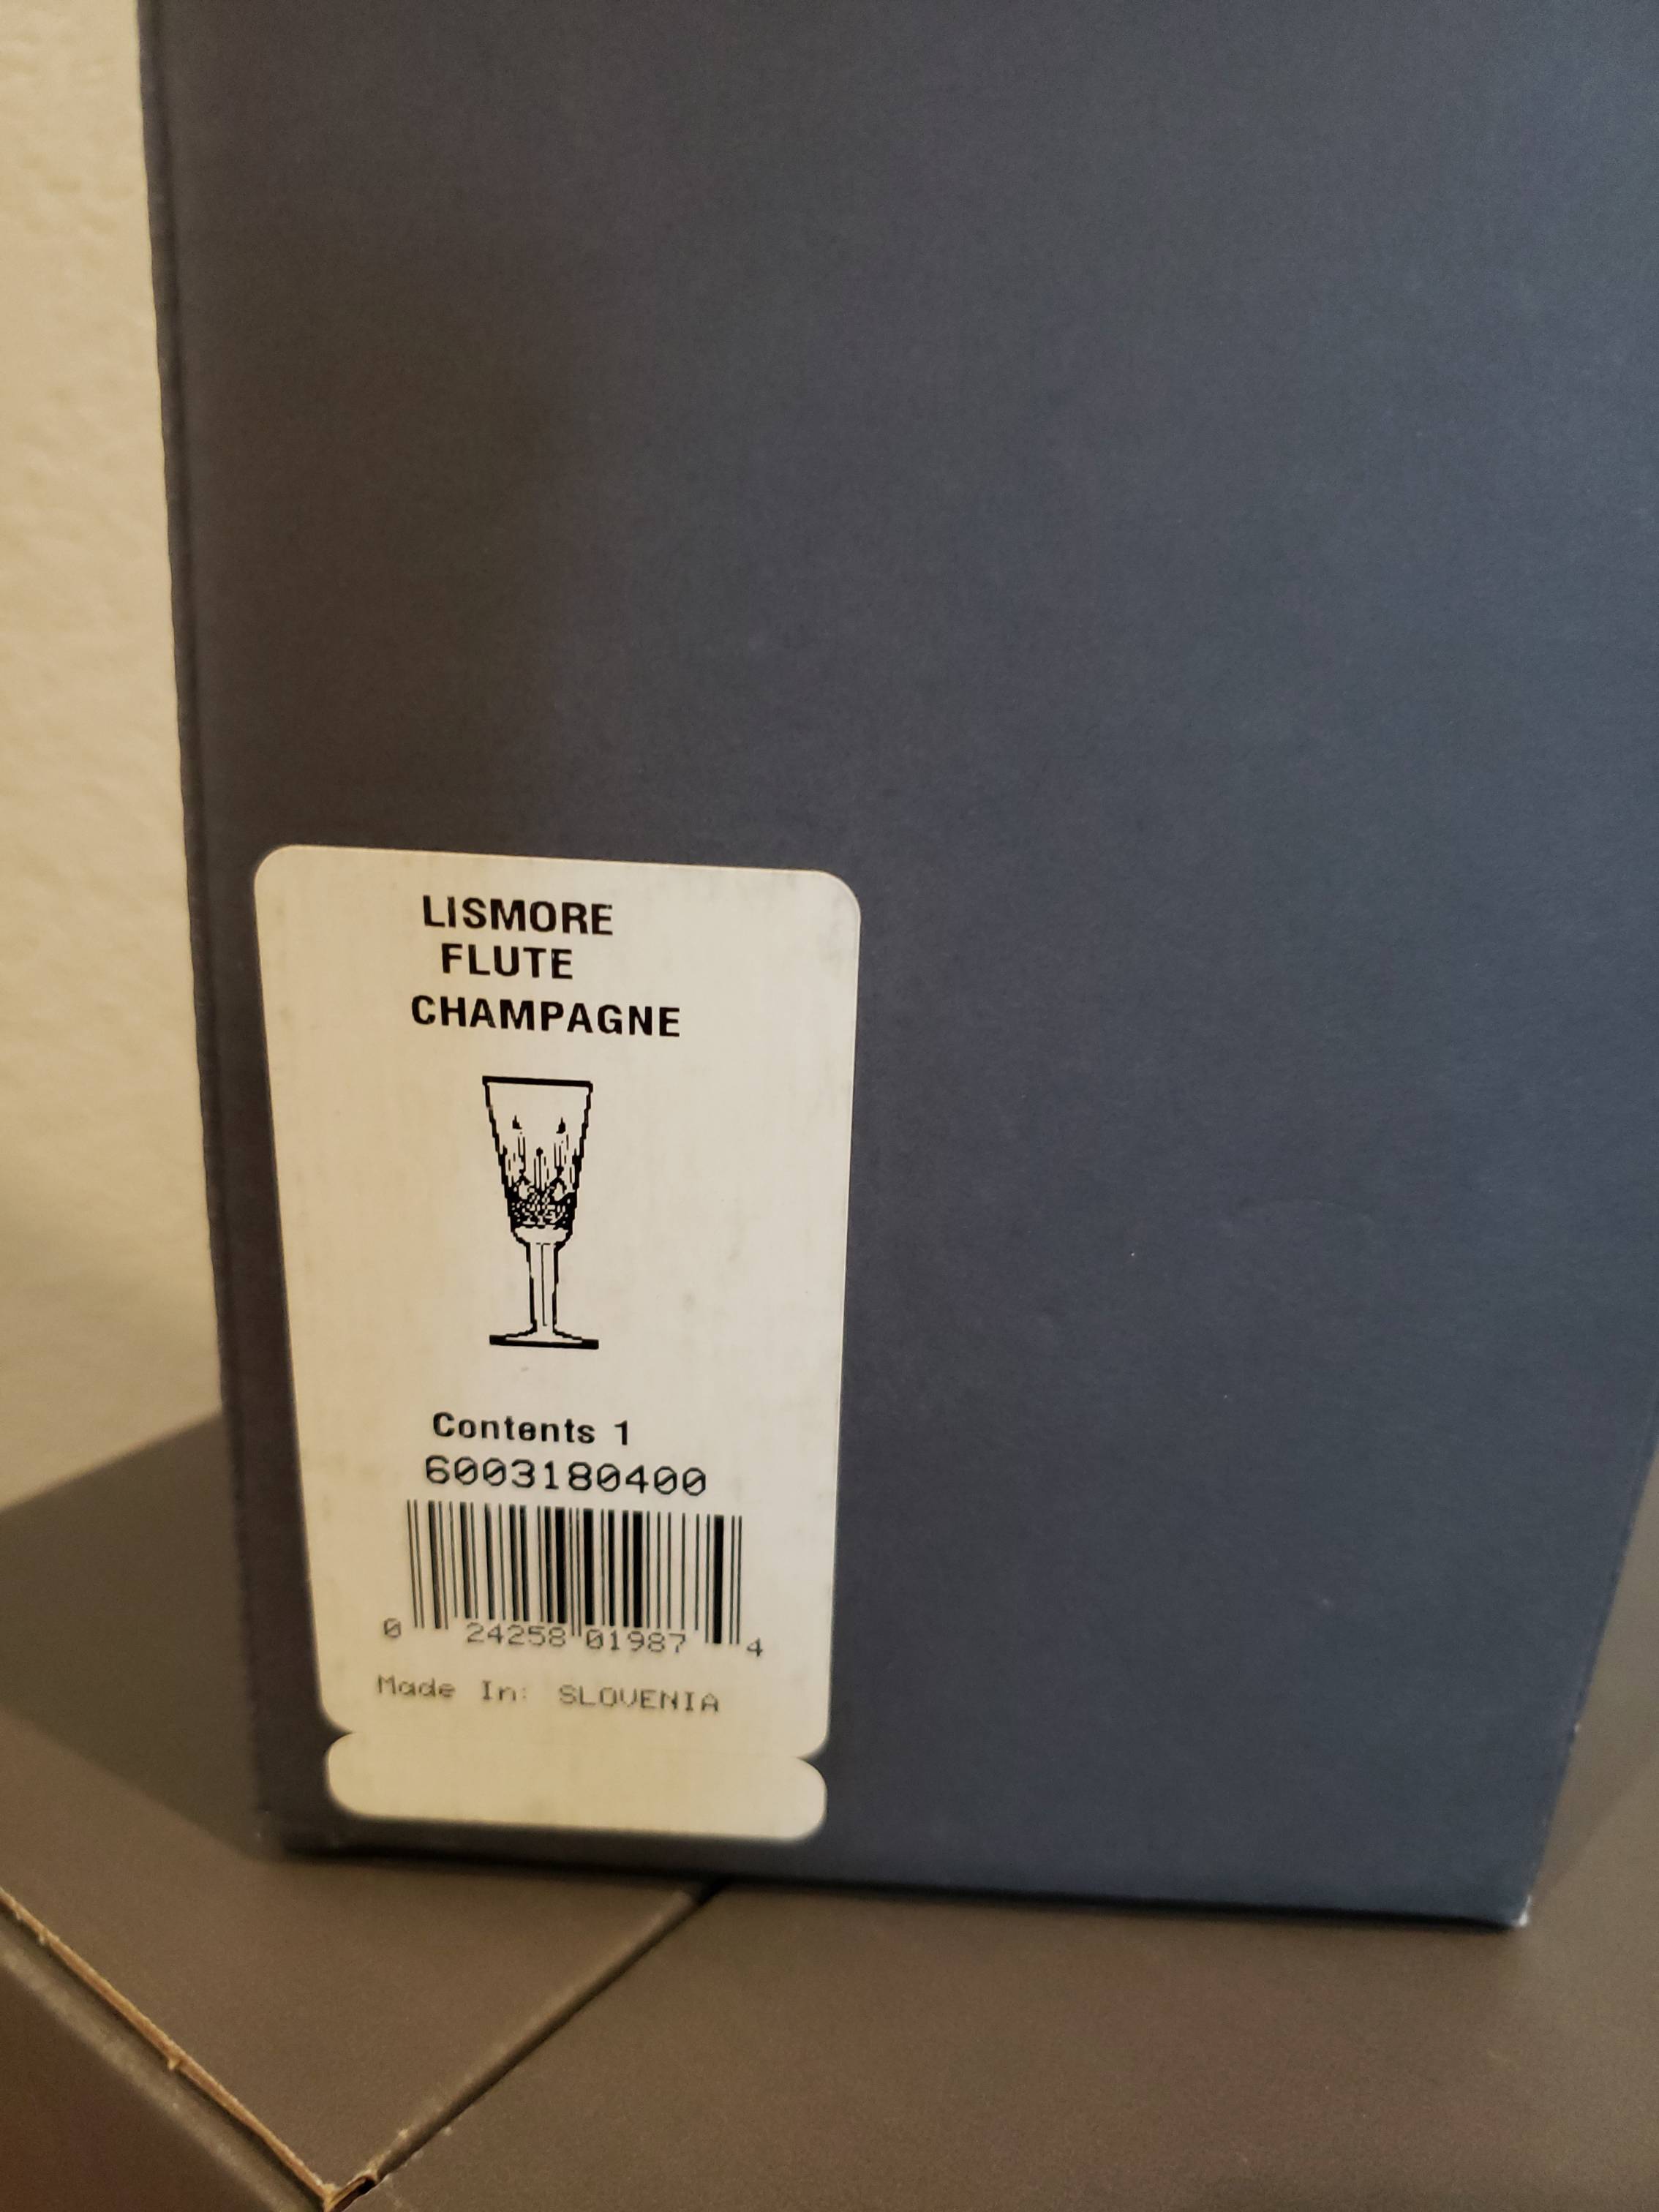 LISMORE
FLUTE
CHAMPAGNE
Contents 1
6003180400
0 24258 01987 4
Made In: SLOVENIA